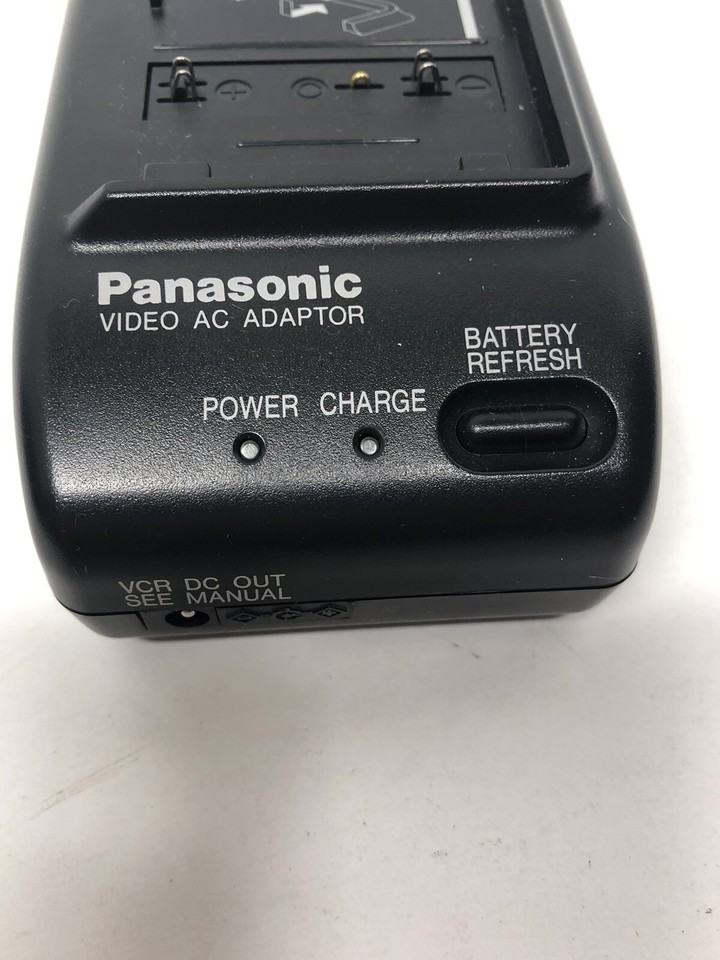 + −
Panasonic
VIDEO AC ADAPTOR
BATTERY
REFRESH
POWER CHARGE
VCR DC OUT
SEE MANUAL